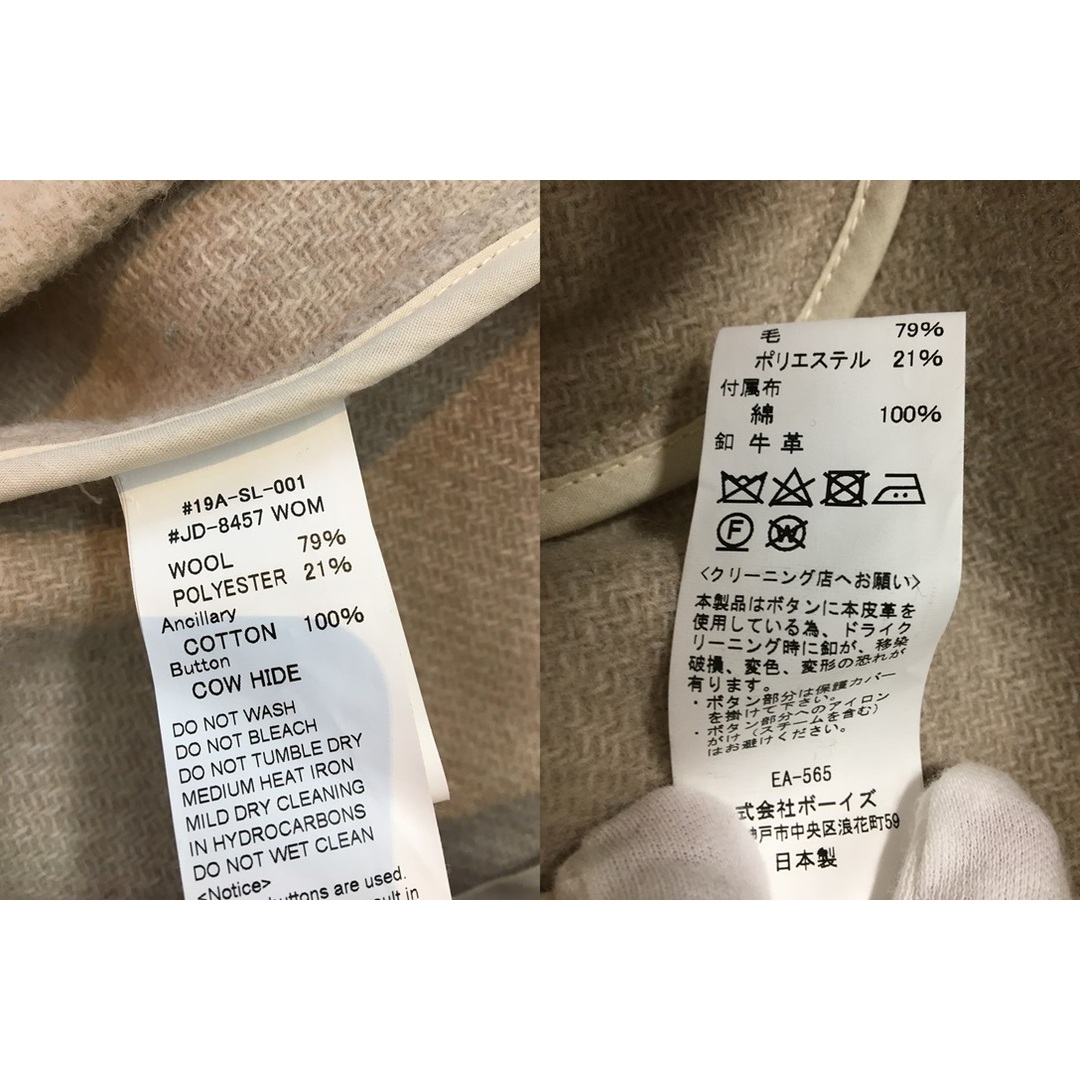 #19A-SL-001
#JD-8457 WOM
WOOL 79%
POLYESTER 21%
Ancillary
COTTON 100%
Button
COW HIDE
DO NOT WASH
DO NOT BLEACH
DO NOT TUMBLE DRY
MEDIUM HEAT IRON
MILD DRY CLEANING
IN HYDROCARBONS
DO NOT WET CLEAN
<Notice>
buttons are used.
result in
毛 79%
ポリエステル 21%
付属布
綿 100%
釦 牛革
F W
<クリーニング店へお願い>
本製品はボタンに本皮革を
使用している為、ドライク
リーニング時に釦が、移染
破損、変色、変形の恐れが
有ります。
・ボタン部分は保護カバー
を掛けて下さい。
・ボタン部分へのアイロン
がけ(スチームを含む)
はお避けください。
EA-565
式会社ボーイズ
神戸市中央区浪花町59
日本製